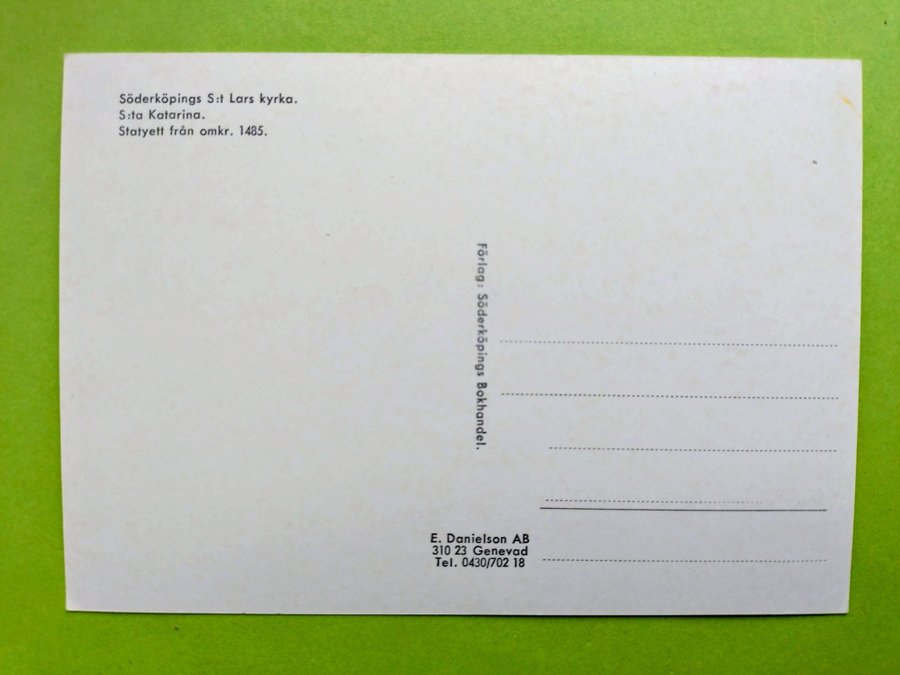 Söderköpings S:t Lars kyrka.
S:ta Katarina.
Statyett från omkr. 1485.
Förlag: Söderköpings Bokhandel.
E. Danielson AB
310 23 Genevad
Tel. 0430/702 18